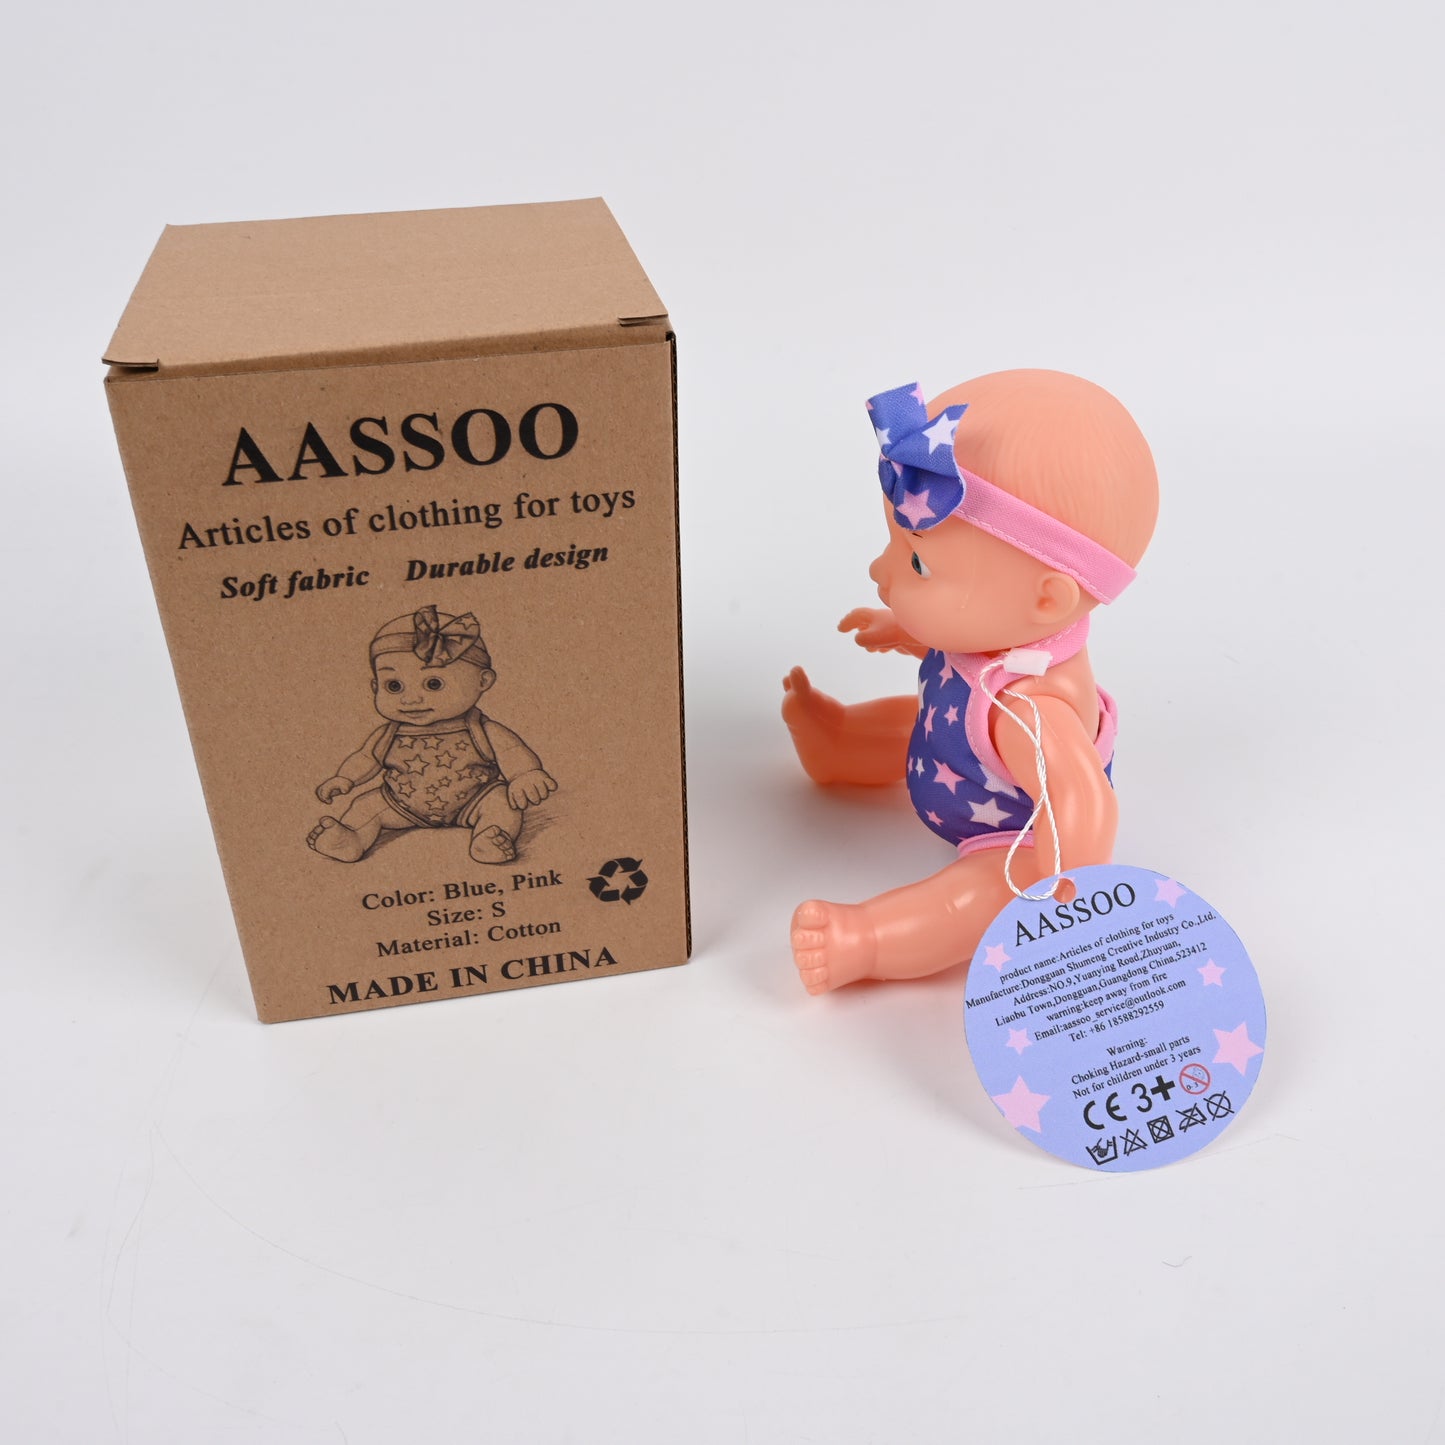 AASSOO
Articles of clothing for toys
Soft fabric Durable design
Color: Blue, Pink
Size: S
Material: Cotton
MADE IN CHINA
AASSOO
product name:Articles of clothing for toys
Manufacture:Dongguan Shumeng Creative Industry Co.,Ltd.
Address:NO.9,Yuanying Road,Zhuyuan,
Liaobu Town,Dongguan,Guangdong China,523412
warning:keep away from fire
Email:aassoo_service@outlook.com
Tel: +86 18588292559
Warning:
Choking Hazard-small parts
Not for children under 3 years
CE 3+ 0-3